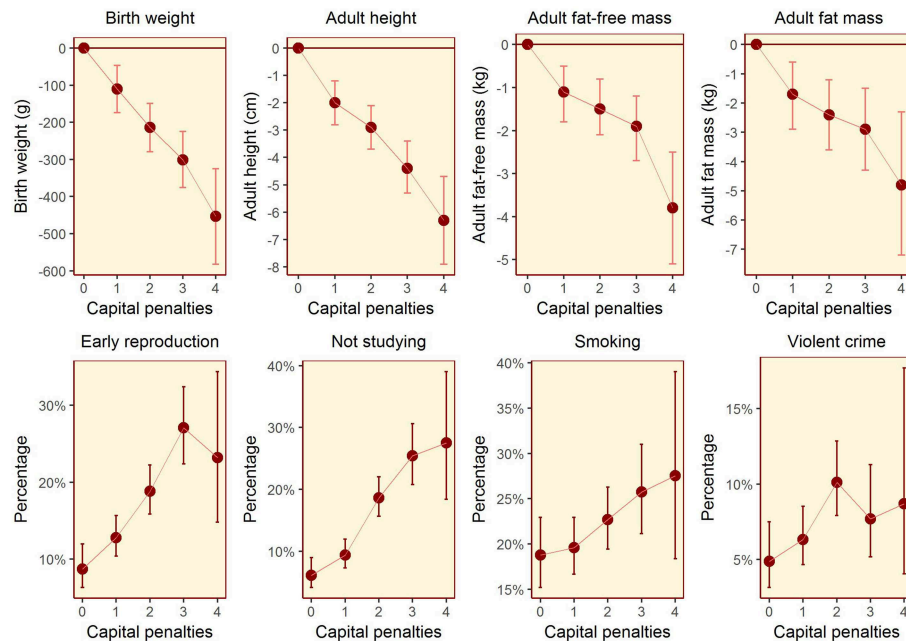 Birth weight
Adult height
Adult fat-free mass
Adult fat mass
Birth weight (g)
0
-100
-200
-300
-400
-500
-600
0 1 2 3 4
Capital penalties
Adult height (cm)
0
-1
-2
-3
-4
-5
-6
-7
-8
0 1 2 3 4
Capital penalties
Adult fat-free mass (kg)
0
-1
-2
-3
-4
-5
0 1 2 3 4
Capital penalties
Adult fat mass (kg)
0
-1
-2
-3
-4
-5
-6
-7
0 1 2 3 4
Capital penalties
Early reproduction
Not studying
Smoking
Violent crime
Percentage
30%
20%
10%
0 1 2 3 4
Capital penalties
Percentage
40%
30%
20%
10%
0 1 2 3 4
Capital penalties
Percentage
40%
35%
30%
25%
20%
15%
0 1 2 3 4
Capital penalties
Percentage
15%
10%
5%
0 1 2 3 4
Capital penalties